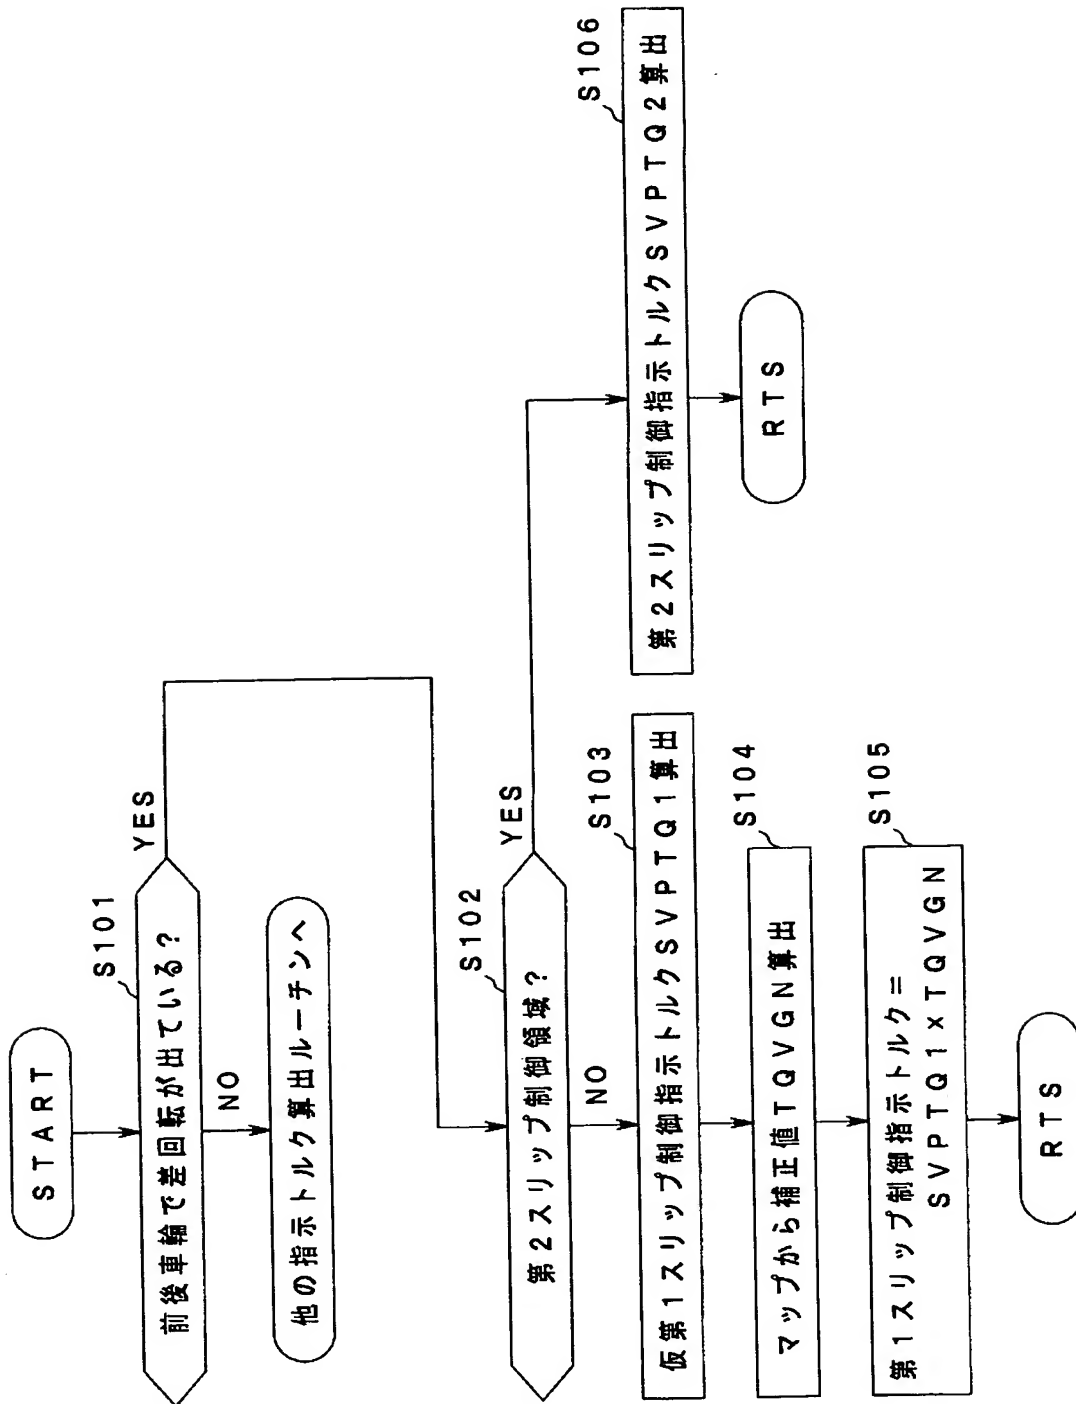 START
S101
前後車輪で差回転が出ている?
YES
NO
他の指示トルク算出ルーチンへ
S102
第2スリップ制御領域?
YES
NO
S103
仮第1スリップ制御指示トルクSVPTQ1算出
S104
マップから補正値TQVGN算出
S105
第1スリップ制御指示トルク=
SVPTQ1×TQVGN
RTS
S106
第2スリップ制御指示トルクSVPTQ2算出
RTS